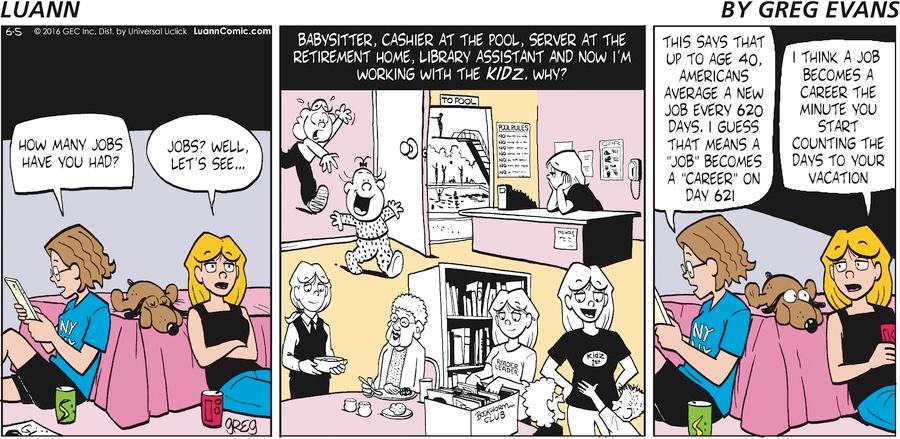 LUANN
BY GREG EVANS
6-5 © 2016 GEC Inc. Dist. by Universal Uclick LuannComic.com
HOW MANY JOBS
HAVE YOU HAD?
JOBS? WELL,
LET'S SEE...
NY
GREG
BABYSITTER, CASHIER AT THE POOL, SERVER AT THE
RETIREMENT HOME, LIBRARY ASSISTANT AND NOW I'M
WORKING WITH THE KIDZ. WHY?
TO POOL
POOL RULES
NO
NO
NO
NO
NO
READER
LEADER
KidZ
1st
BOOKWORM
CLUB
THIS SAYS THAT
UP TO AGE 40,
AMERICANS
AVERAGE A NEW
JOB EVERY 620
DAYS. I GUESS
THAT MEANS A
"JOB" BECOMES
A "CAREER" ON
DAY 621
I THINK A JOB
BECOMES A
CAREER THE
MINUTE YOU
START
COUNTING THE
DAYS TO YOUR
VACATION
NY